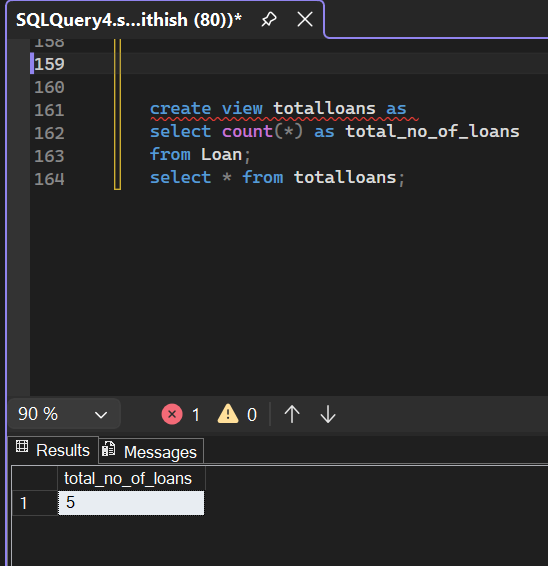 SQLQuery4.s...ithish (80))*
158
159
160
161 create view totalloans as
162 select count(*) as total_no_of_loans
163 from Loan;
164 select * from totalloans;
90 % 1 0
Results Messages
total_no_of_loans
1 5